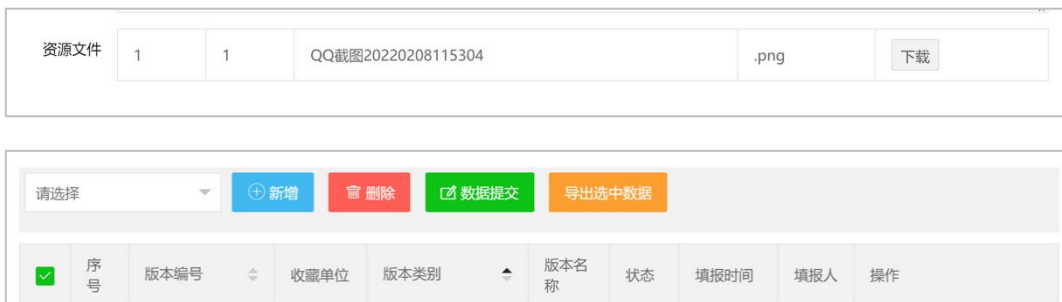 资源文件 1 1 QQ截图20220208115304 .png 下载
请选择 新增 删除 数据提交 导出选中数据
序号 版本编号 收藏单位 版本类别 版本名称 状态 填报时间 填报人 操作